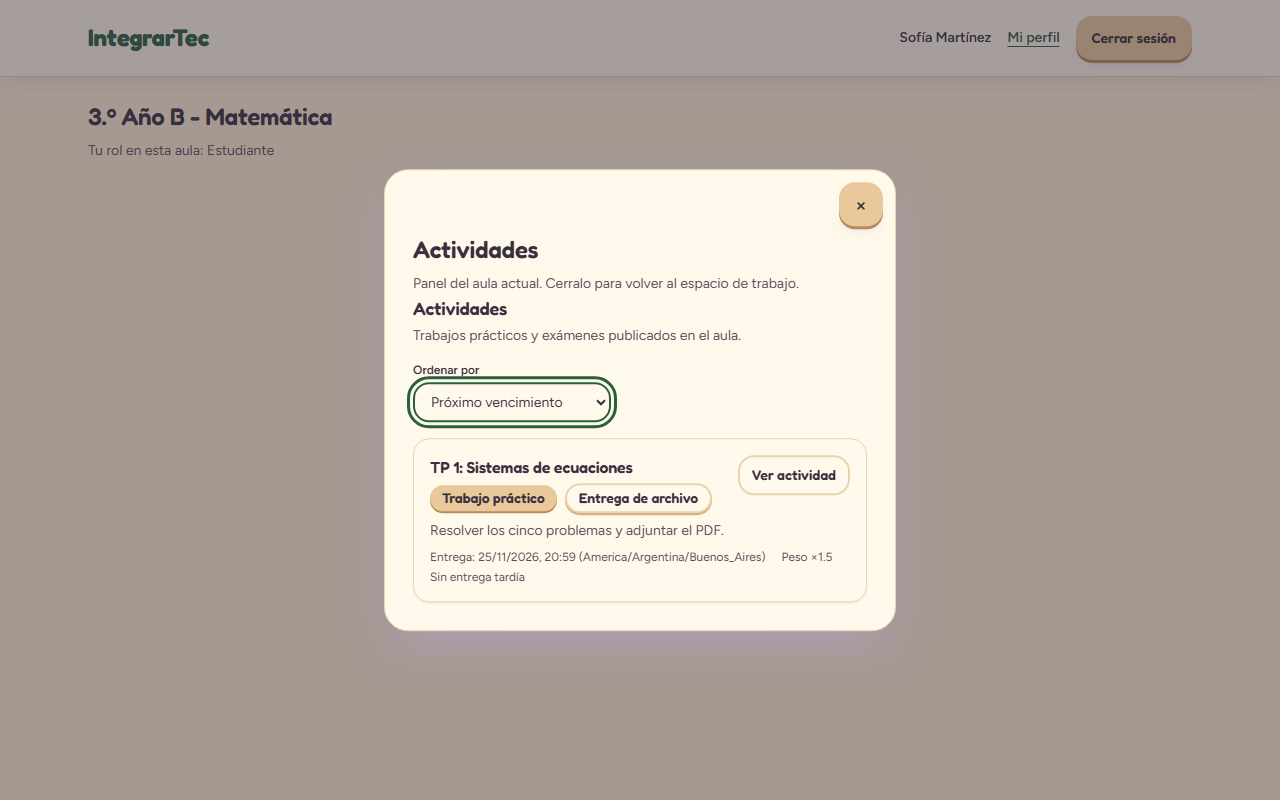 IntegrarTec
Sofía Martínez
Mi perfil
Cerrar sesión
3.º Año B - Matemática
Tu rol en esta aula: Estudiante
×
Actividades
Panel del aula actual. Cerralo para volver al espacio de trabajo.
Actividades
Trabajos prácticos y exámenes publicados en el aula.
Ordenar por
Próximo vencimiento
TP 1: Sistemas de ecuaciones
Ver actividad
Trabajo práctico
Entrega de archivo
Resolver los cinco problemas y adjuntar el PDF.
Entrega: 25/11/2026, 20:59 (America/Argentina/Buenos_Aires)
Peso ×1.5
Sin entrega tardía